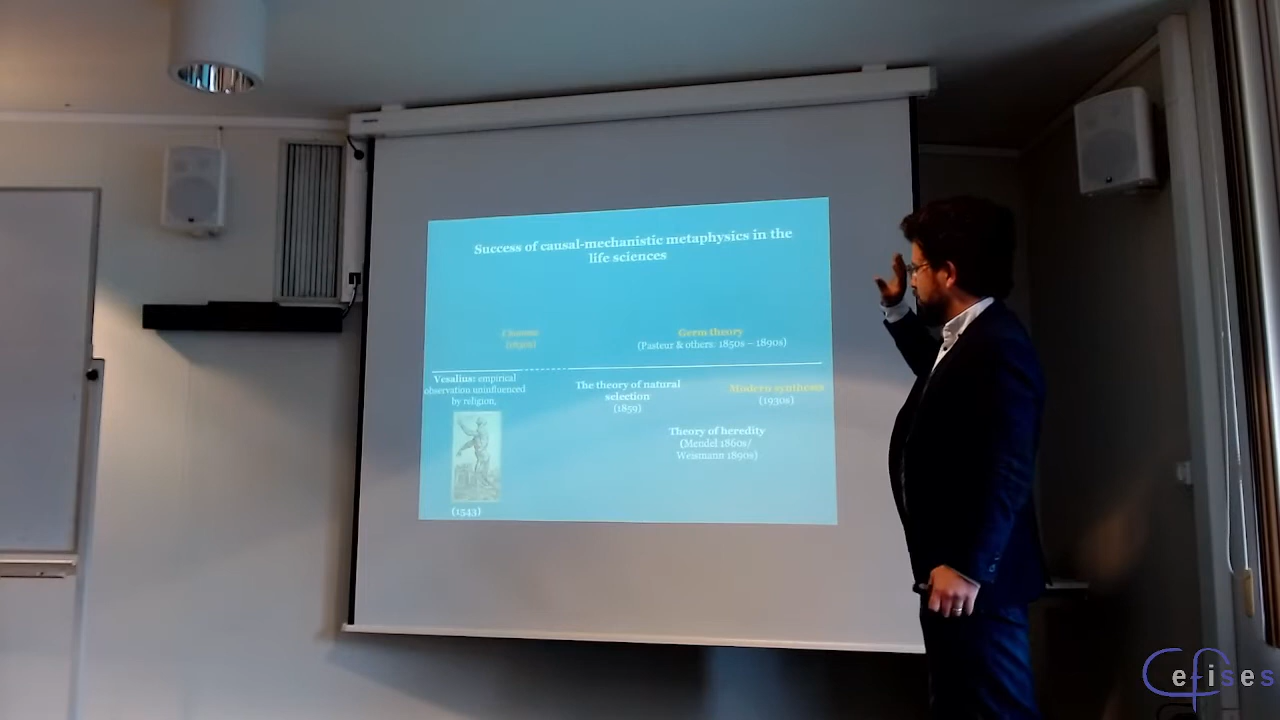 Success of causal-mechanistic metaphysics in the
life sciences
Germ theory
(Pasteur & others: 1850s – 1890s)
Vesalius: empirical
observation uninfluenced
by religion,
(1543)
The theory of natural
selection
(1859)
Modern synthesis
(1930s)
Theory of heredity
(Mendel 1860s/
Weismann 1890s)
Cefises